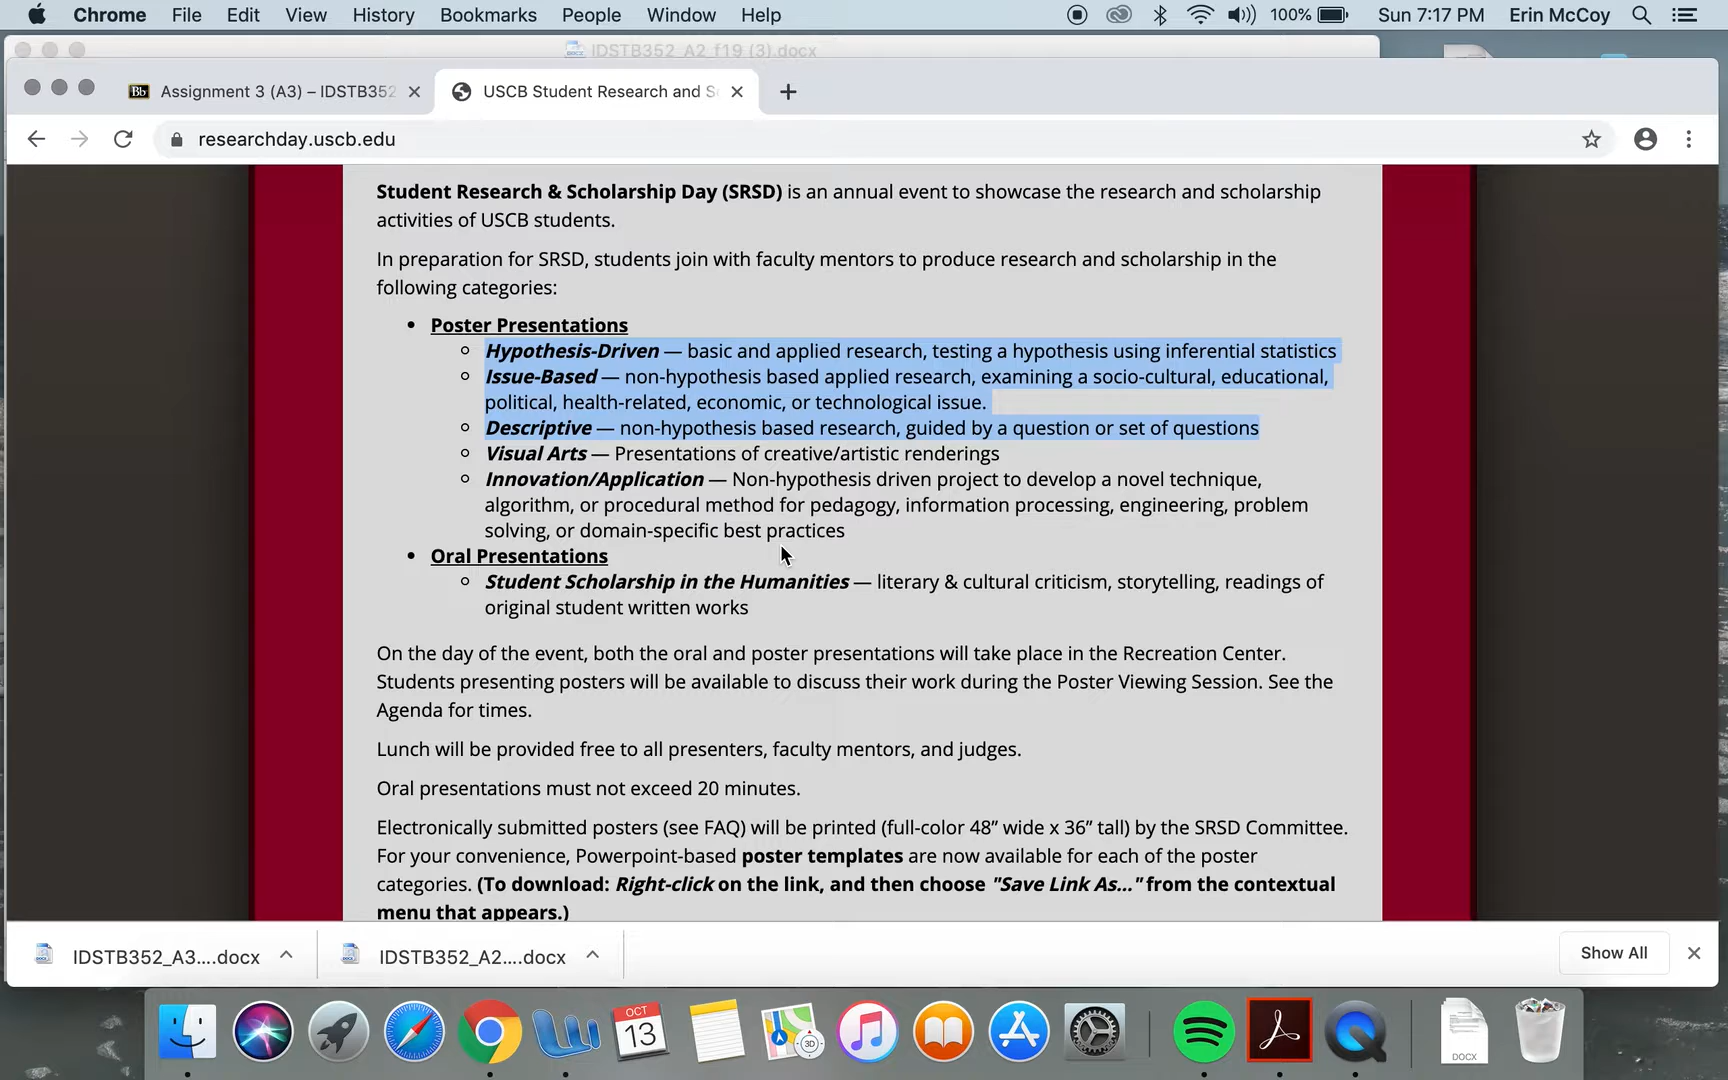 Chrome File Edit View History Bookmarks People Window Help 100% Sun 7:17 PM Erin McCoy
IDSTB352_A2_f19 (3).docx
Bb Assignment 3 (A3) – IDSTB352 USCB Student Research and S
researchday.uscb.edu
Student Research & Scholarship Day (SRSD) is an annual event to showcase the research and scholarship
activities of USCB students.
In preparation for SRSD, students join with faculty mentors to produce research and scholarship in the
following categories:
• Poster Presentations
Hypothesis-Driven — basic and applied research, testing a hypothesis using inferential statistics
Issue-Based — non-hypothesis based applied research, examining a socio-cultural, educational,
political, health-related, economic, or technological issue.
Descriptive — non-hypothesis based research, guided by a question or set of questions
Visual Arts — Presentations of creative/artistic renderings
Innovation/Application — Non-hypothesis driven project to develop a novel technique,
algorithm, or procedural method for pedagogy, information processing, engineering, problem
solving, or domain-specific best practices
• Oral Presentations
Student Scholarship in the Humanities — literary & cultural criticism, storytelling, readings of
original student written works
On the day of the event, both the oral and poster presentations will take place in the Recreation Center.
Students presenting posters will be available to discuss their work during the Poster Viewing Session. See the
Agenda for times.
Lunch will be provided free to all presenters, faculty mentors, and judges.
Oral presentations must not exceed 20 minutes.
Electronically submitted posters (see FAQ) will be printed (full-color 48” wide x 36” tall) by the SRSD Committee.
For your convenience, Powerpoint-based poster templates are now available for each of the poster
categories. (To download: Right-click on the link, and then choose "Save Link As..." from the contextual
menu that appears.)
IDSTB352_A3....docx IDSTB352_A2....docx Show All
OCT
13
3D
DOCX